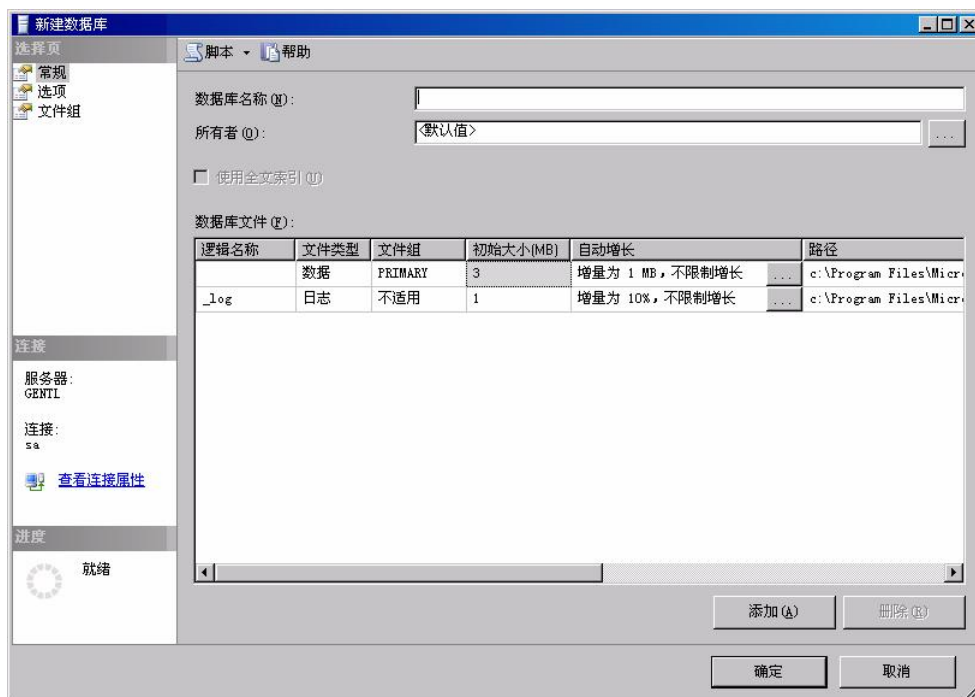 新建数据库
选择页
常规
选项
文件组
脚本 帮助
数据库名称(N):
所有者(O): <默认值> ...
使用全文索引(U)
数据库文件(F):
逻辑名称 文件类型 文件组 初始大小(MB) 自动增长 路径
数据 PRIMARY 3 增量为 1 MB,不限制增长 ... c:\Program Files\Micr
_log 日志 不适用 1 增量为 10%,不限制增长 ... c:\Program Files\Micr
连接
服务器:
GENTL
连接:
sa
查看连接属性
进度
就绪
添加(A) 删除(R)
确定 取消